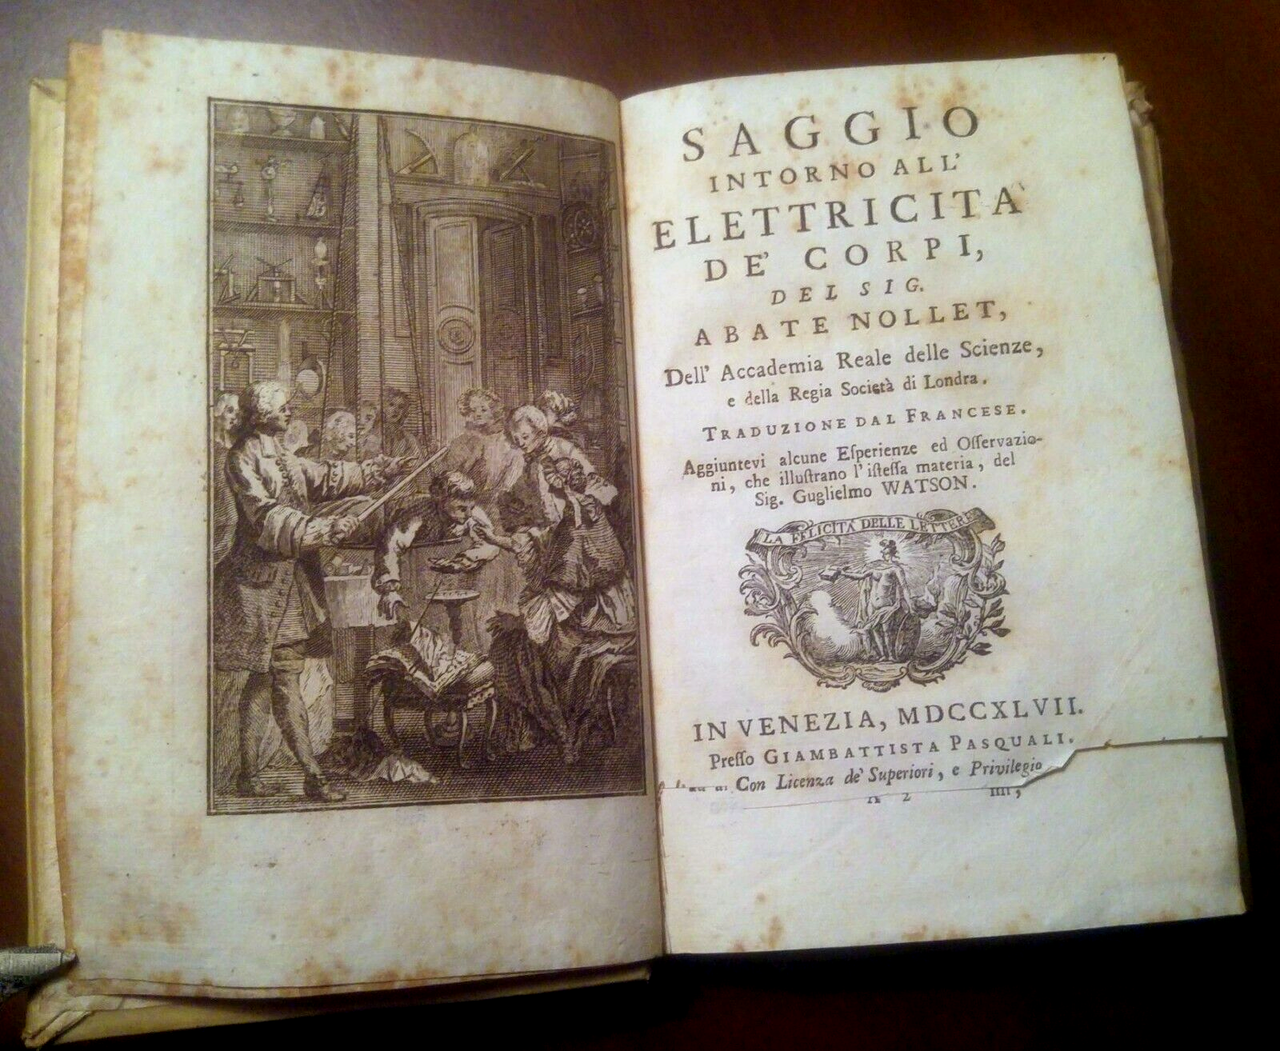 SAGGIO
INTORNO ALL'
ELETTRICITA'
DE' CORPI,
DEL SIG.
ABATE NOLLET,
Dell' Accademia Reale delle Scienze,
e della Regia Società di Londra.
TRADUZIONE DAL FRANCESE.
Aggiuntevi alcune Eſperienze ed Oſſervazio-
ni, che illuſtrano l' iſteſſa materia, del
Sig. Guglielmo WATSON.
LA FELICITA DELLE LETTERE
IN VENEZIA, MDCCXLVII.
Preſſo GIAMBATTISTA PASQUALI.
Con Licenza de' Superiori, e Privilegio